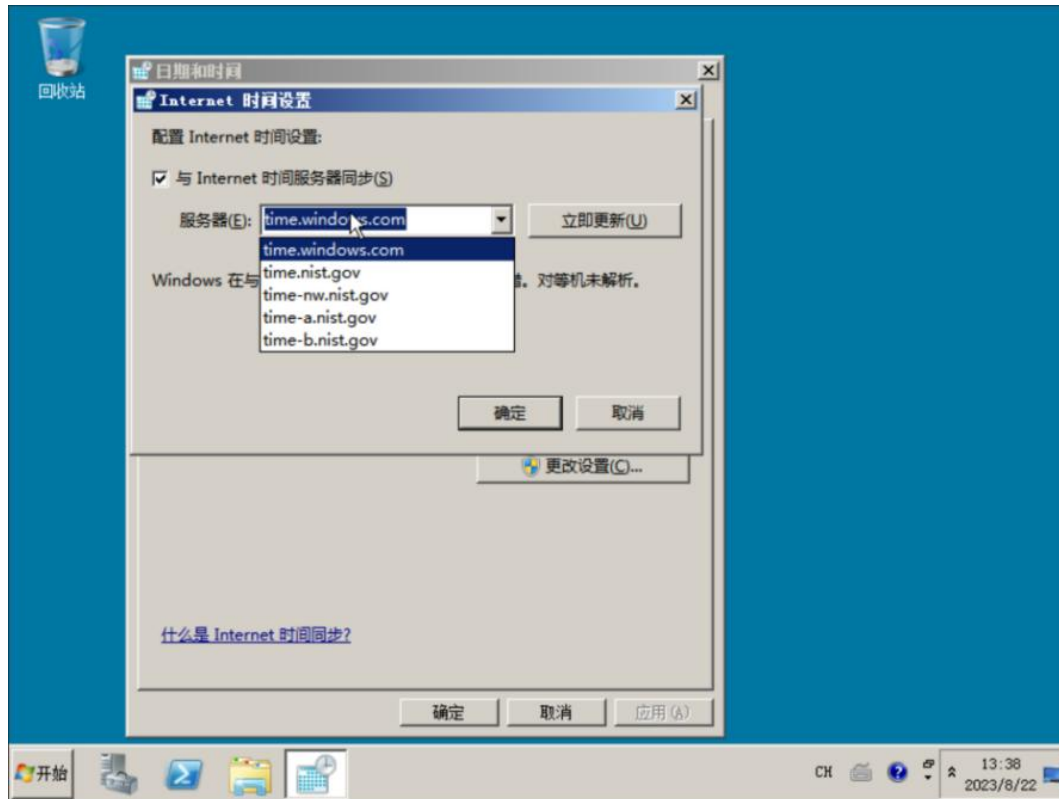 回收站
日期和时间
Internet 时间设置
配置 Internet 时间设置:
与 Internet 时间服务器同步(S)
服务器(E): time.windows.com 立即更新(U)
time.windows.com
time.nist.gov
time-nw.nist.gov
time-a.nist.gov
time-b.nist.gov
Windows 在与 。对等机未解析。
确定 取消
更改设置(C)...
什么是 Internet 时间同步?
确定 取消 应用(A)
开始 CH 13:38
2023/8/22